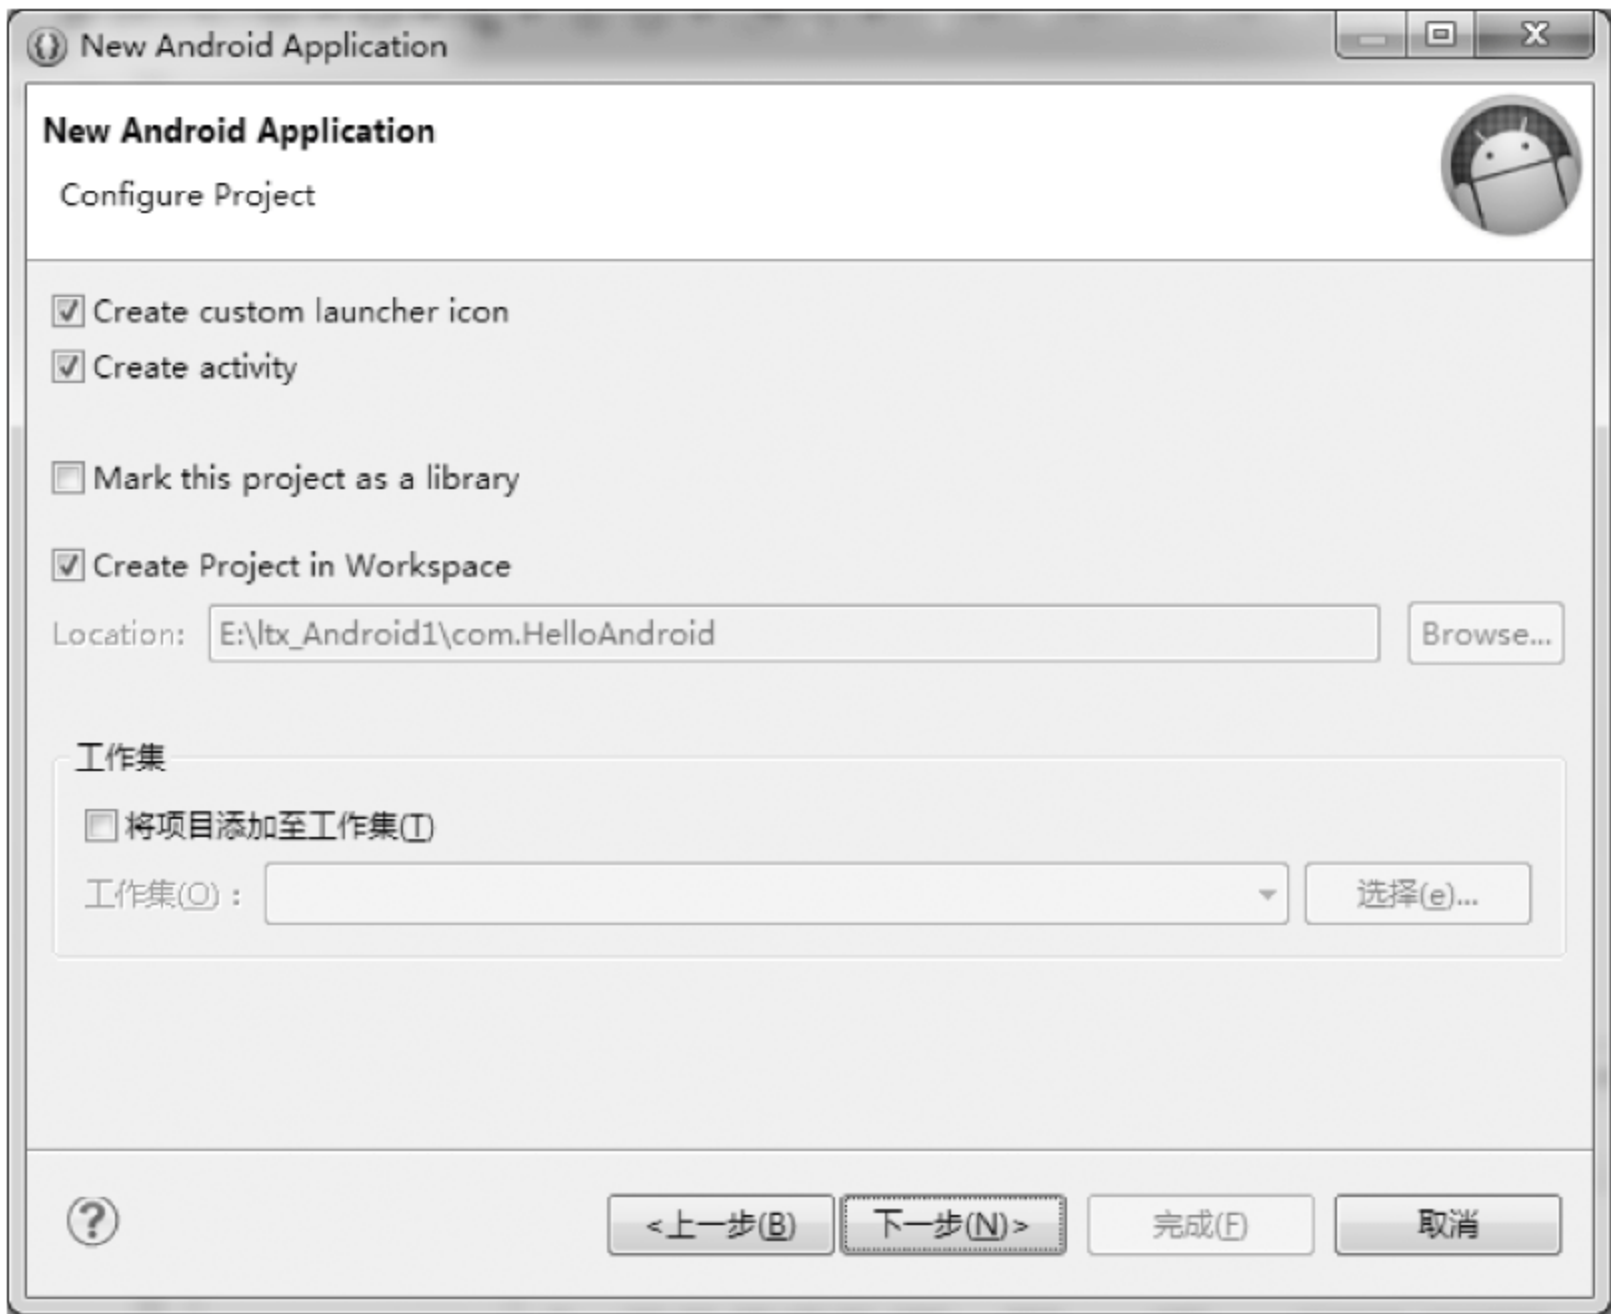 New Android Application
New Android Application
Configure Project
Create custom launcher icon
Create activity
Mark this project as a library
Create Project in Workspace
Location: E:\ltx_Android1\com.HelloAndroid Browse...
工作集
将项目添加至工作集(T)
工作集(O)： 选择(e)...
<上一步(B) 下一步(N)> 完成(F) 取消